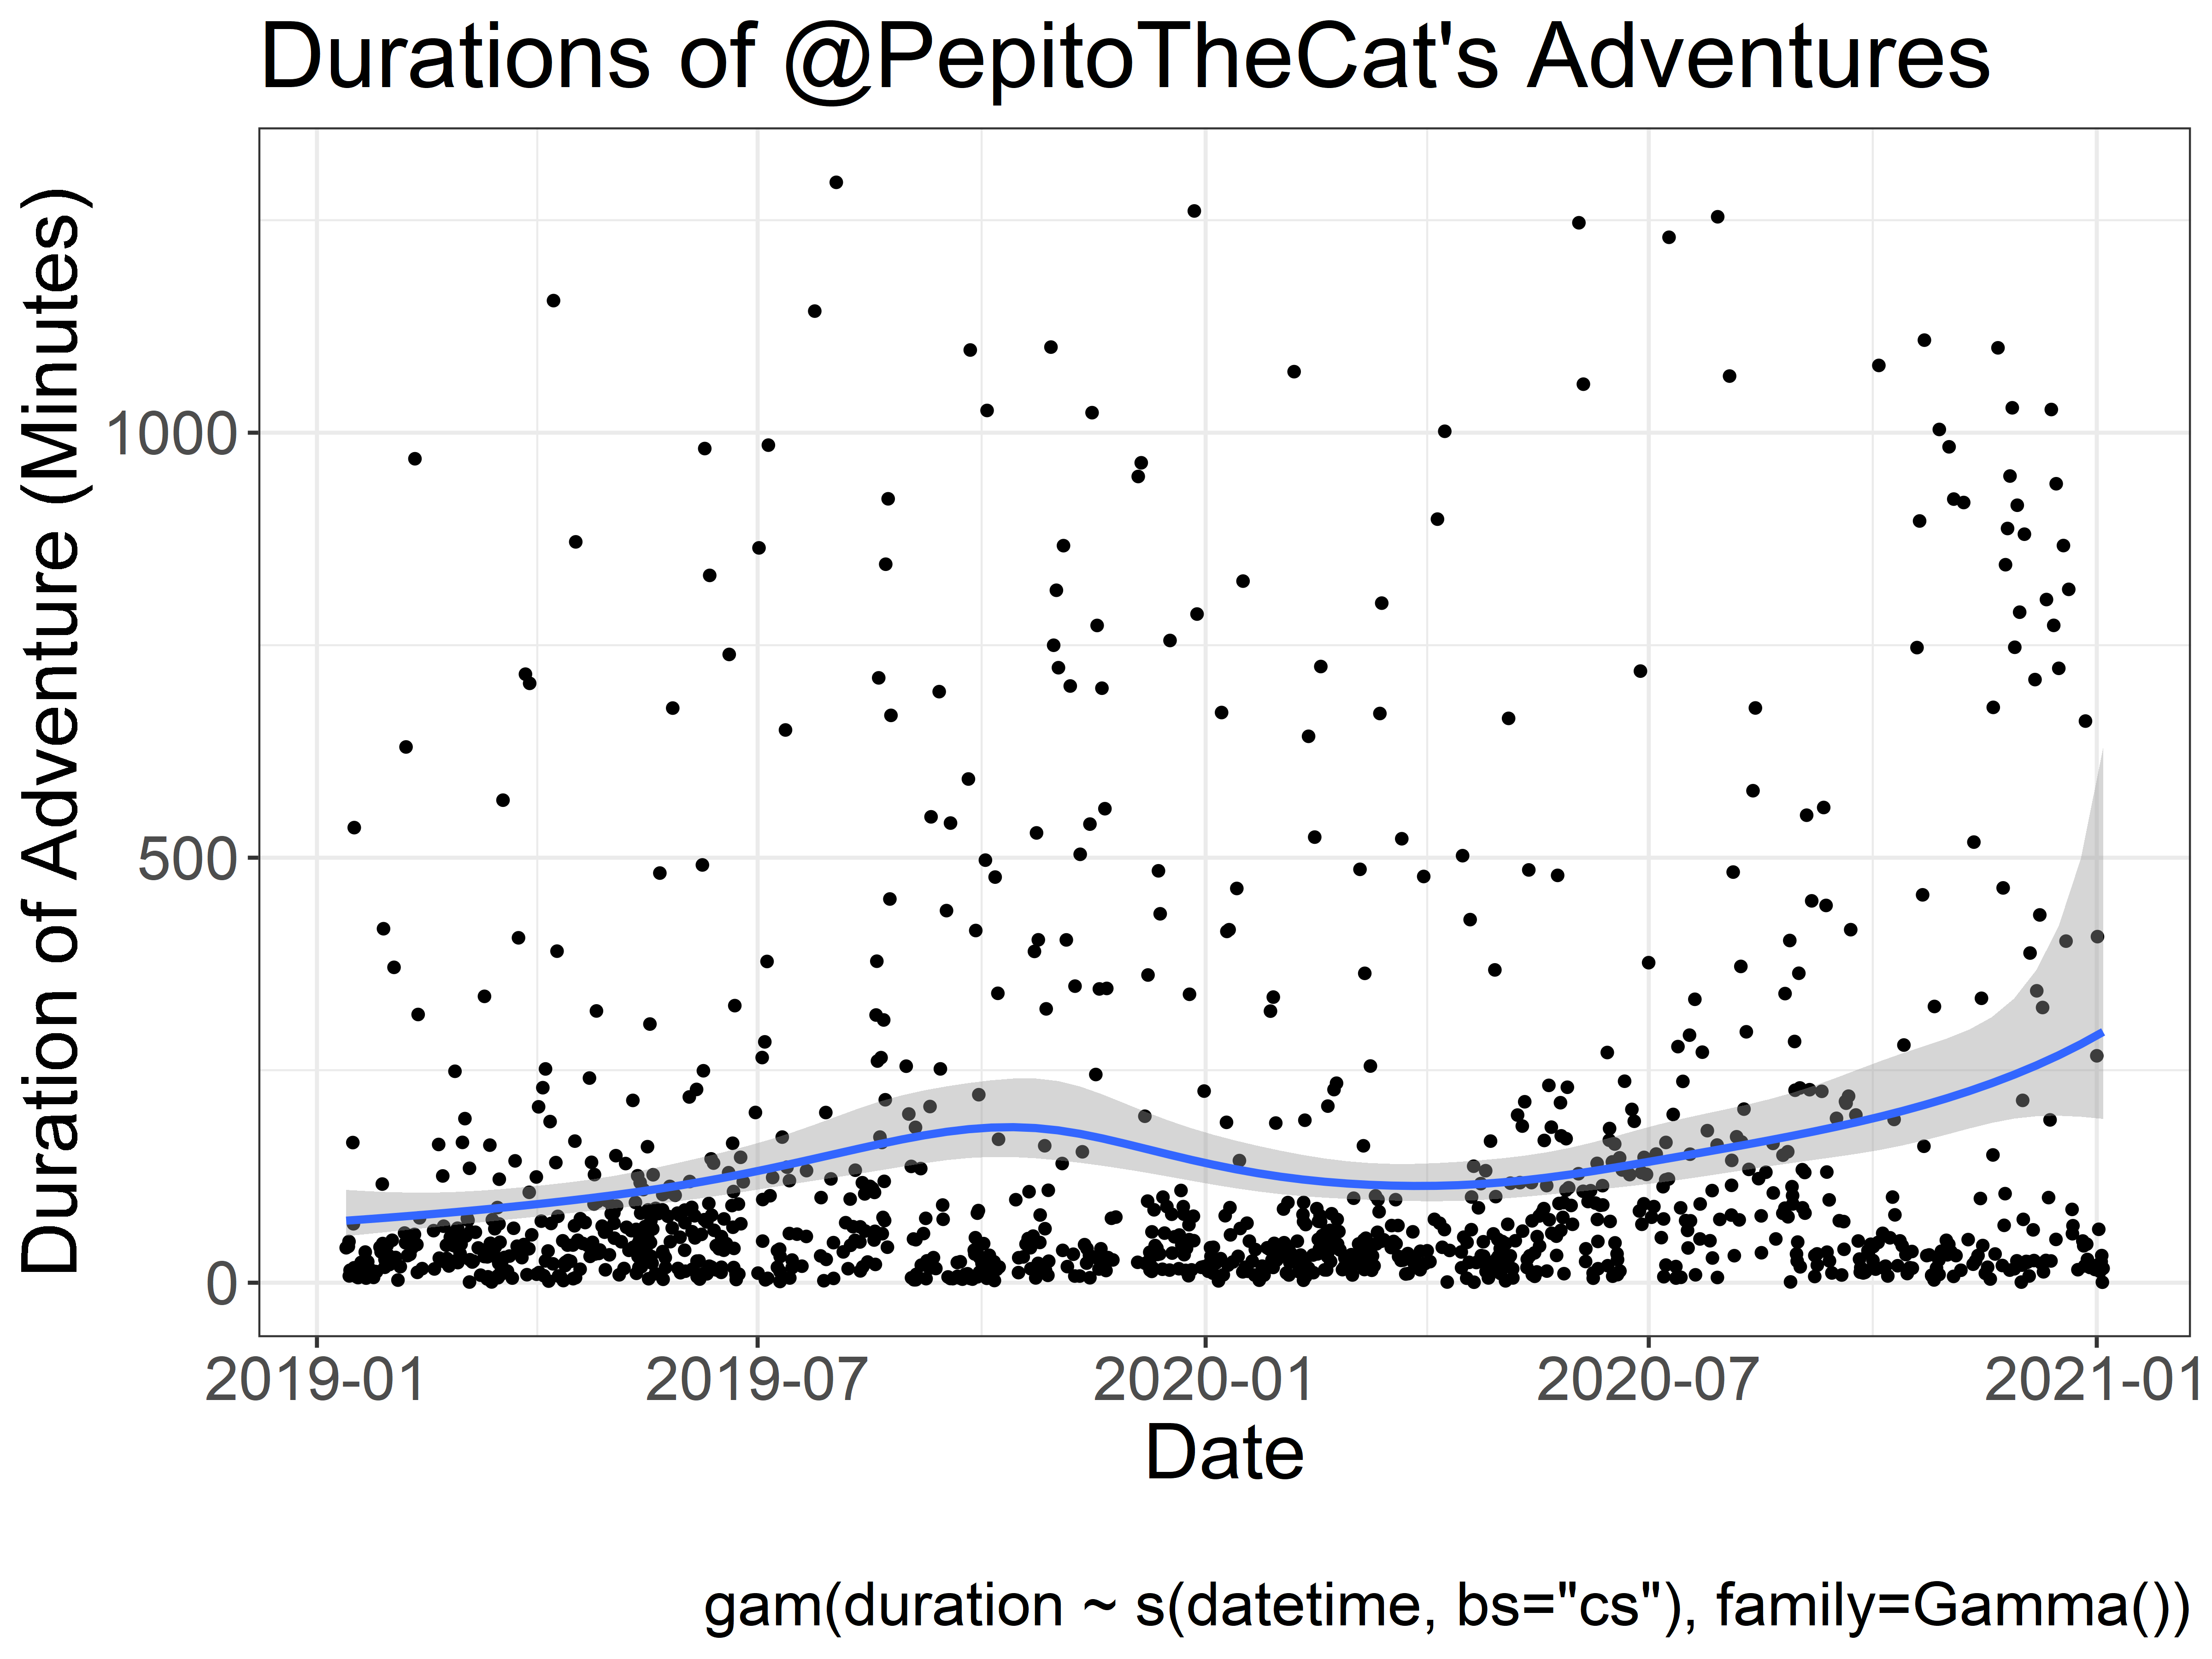 Durations of @PepitoTheCat's Adventures
Duration of Adventure (Minutes)
1000
500
0
2019-01 2019-07 2020-01 2020-07 2021-01
Date
gam(duration ~ s(datetime, bs="cs"), family=Gamma())